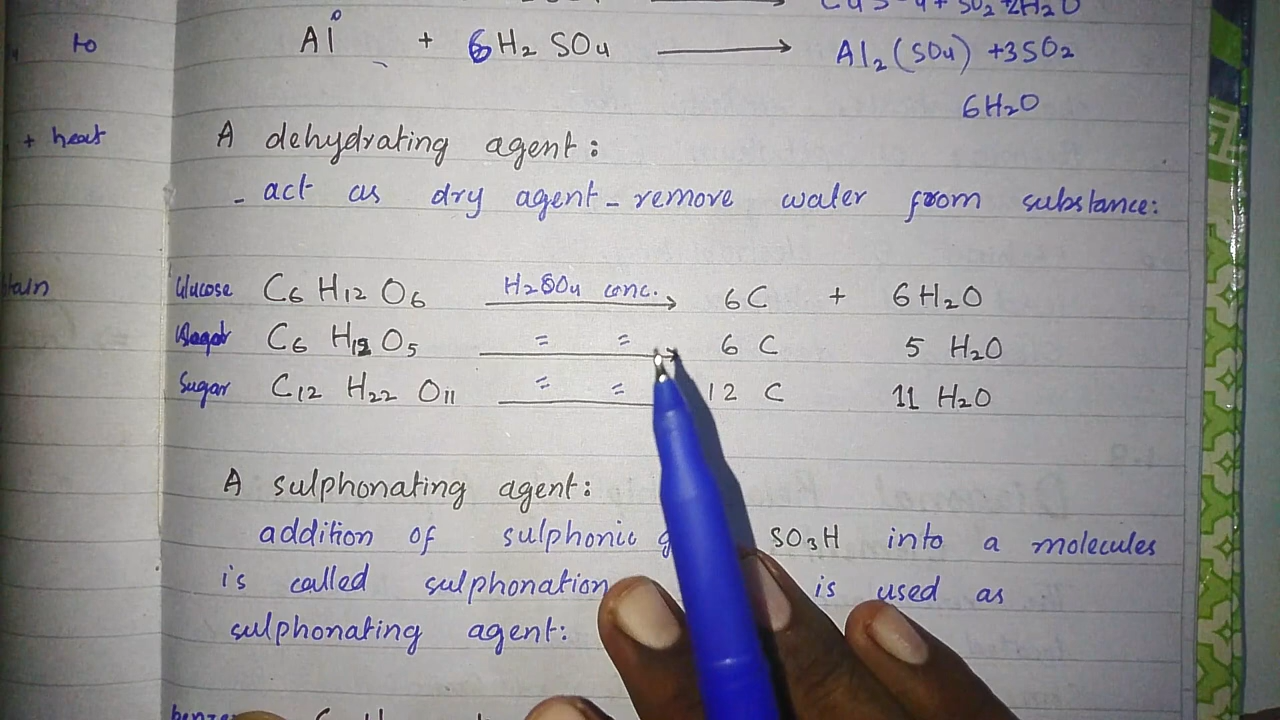 to Al + 6H2 SO4 → Al2(SO4) +3SO2
6H2O
+ heat A dehydrating agent:
- act as dry agent - remove water from substance:
Glucose C6 H12 O6 H2SO4 conc. → 6C + 6H2O
C6 H12 O5 = = → 6 C 5 H2O
Sugar C12 H22 O11 = = 12 C 11 H2O
A sulphonating agent:
addition of sulphonic SO3H into a molecules
is called sulphonation is used as
sulphonating agent: